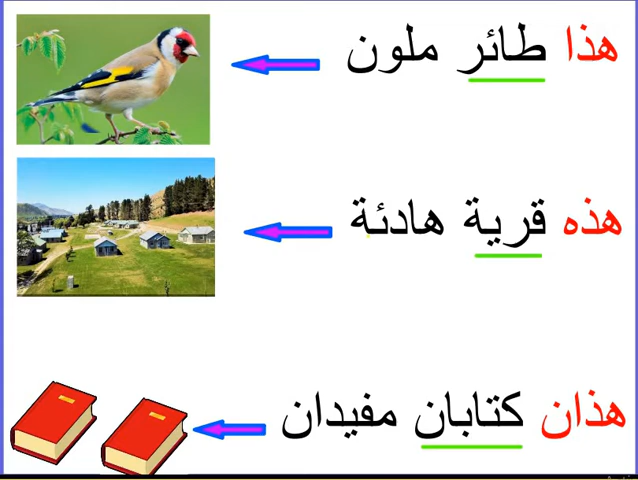 هذا طائر ملون
هذه قرية هادئة
هذان كتابان مفيدان